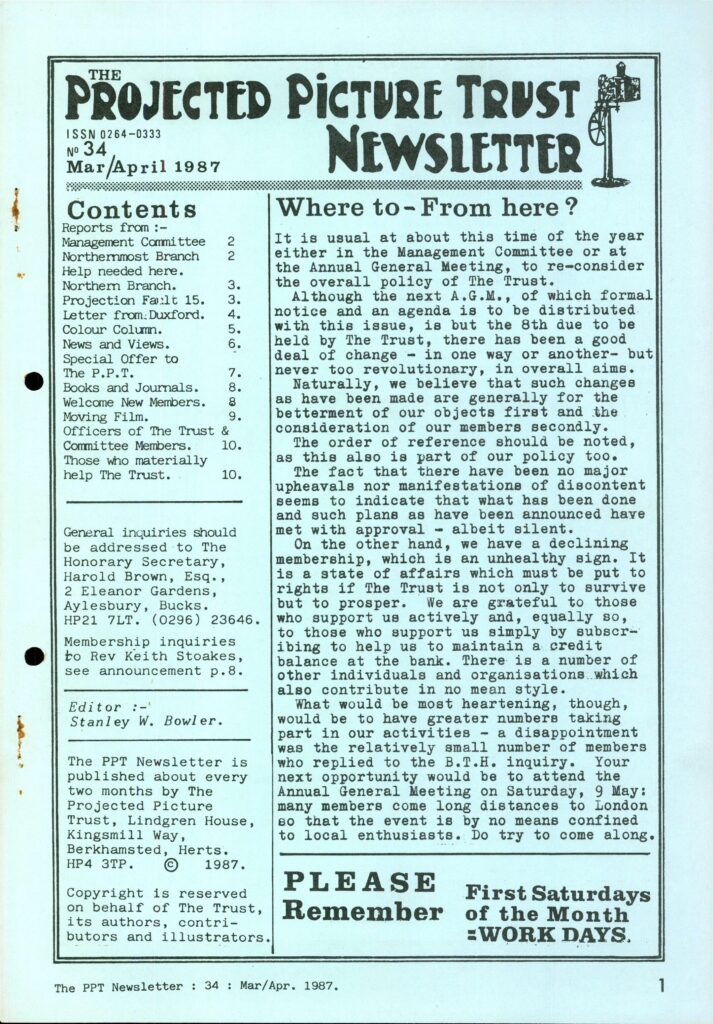 THE
PROJECTED PICTURE TRUST
NEWSLETTER
ISSN 0264-0333
No 34
Mar/April 1987
Contents
Reports from :-
Management Committee 2
Northernmost Branch 2
Help needed here.
Northern Branch. 3.
Projection Fault 15. 3.
Letter from Duxford. 4.
Colour Column. 5.
News and Views. 6.
Special Offer to
The P.P.T. 7.
Books and Journals. 8.
Welcome New Members. 8
Moving Film. 9.
Officers of The Trust &
Committee Members. 10.
Those who materially
help The Trust. 10.
General inquiries should
be addressed to The
Honorary Secretary,
Harold Brown, Esq.,
2 Eleanor Gardens,
Aylesbury, Bucks.
HP21 7LT. (0296) 23646.
Membership inquiries
to Rev Keith Stoakes,
see announcement p.8.
Editor :-
Stanley W. Bowler.
The PPT Newsletter is
published about every
two months by The
Projected Picture
Trust, Lindgren House,
Kingsmill Way,
Berkhamsted, Herts.
HP4 3TP. © 1987.
Copyright is reserved
on behalf of The Trust,
its authors, contri-
butors and illustrators.
Where to-From here?
It is usual at about this time of the year
either in the Management Committee or at
the Annual General Meeting, to re-consider
the overall policy of The Trust.
Although the next A.G.M., of which formal
notice and an agenda is to be distributed
with this issue, is but the 8th due to be
held by The Trust, there has been a good
deal of change - in one way or another- but
never too revolutionary, in overall aims.
Naturally, we believe that such changes
as have been made are generally for the
betterment of our objects first and the
consideration of our members secondly.
The order of reference should be noted,
as this also is part of our policy too.
The fact that there have been no major
upheavals nor manifestations of discontent
seems to indicate that what has been done
and such plans as have been announced have
met with approval - albeit silent.
On the other hand, we have a declining
membership, which is an unhealthy sign. It
is a state of affairs which must be put to
rights if The Trust is not only to survive
but to prosper. We are grateful to those
who support us actively and, equally so,
to those who support us simply by subscr-
ibing to help us to maintain a credit
balance at the bank. There is a number of
other individuals and organisations which
also contribute in no mean style.
What would be most heartening, though,
would be to have greater numbers taking
part in our activities - a disappointment
was the relatively small number of members
who replied to the B.T.H. inquiry. Your
next opportunity would be to attend the
Annual General Meeting on Saturday, 9 May:
many members come long distances to London
so that the event is by no means confined
to local enthusiasts. Do try to come along.
PLEASE
Remember
First Saturdays
of the Month
=WORK DAYS.
The PPT Newsletter : 34 : Mar/Apr. 1987.
1